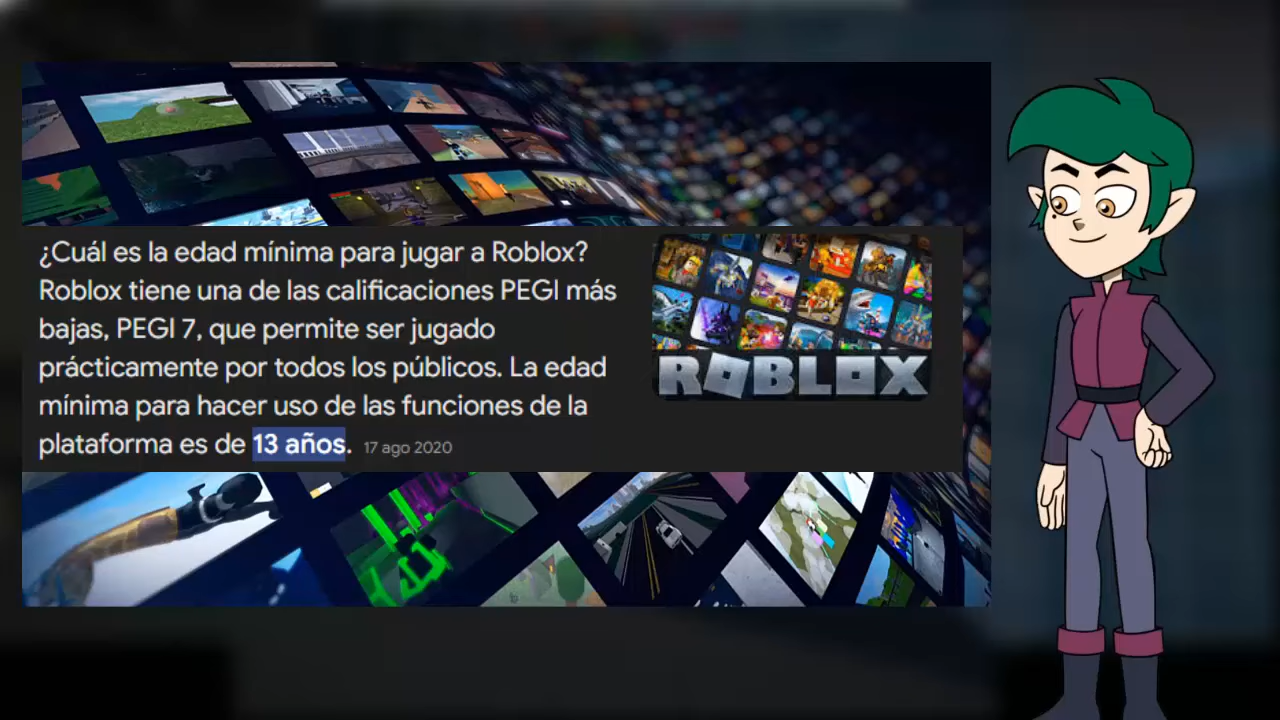 ¿Cuál es la edad mínima para jugar a Roblox?
Roblox tiene una de las calificaciones PEGI más
bajas, PEGI 7, que permite ser jugado
prácticamente por todos los públicos. La edad
mínima para hacer uso de las funciones de la
plataforma es de 13 años. 17 ago 2020
ROBLOX